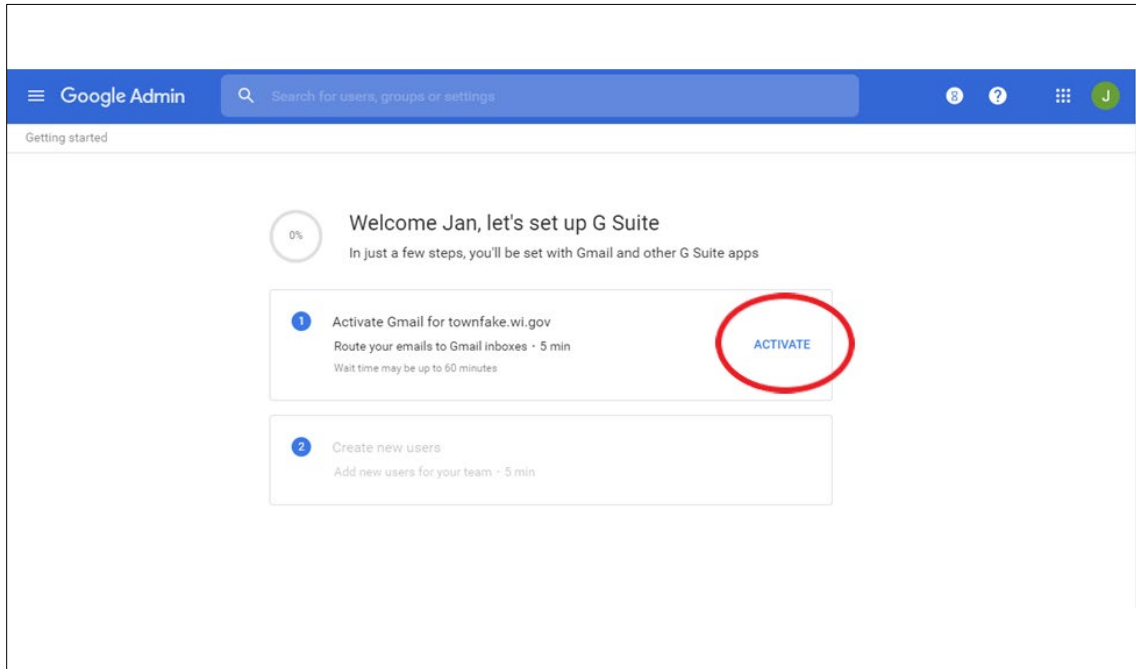 Google Admin
Search for users, groups or settings
8
?
J
Getting started
0%
Welcome Jan, let's set up G Suite
In just a few steps, you'll be set with Gmail and other G Suite apps
1
Activate Gmail for townfake.wi.gov
Route your emails to Gmail inboxes · 5 min
Wait time may be up to 60 minutes
ACTIVATE
2
Create new users
Add new users for your team · 5 min